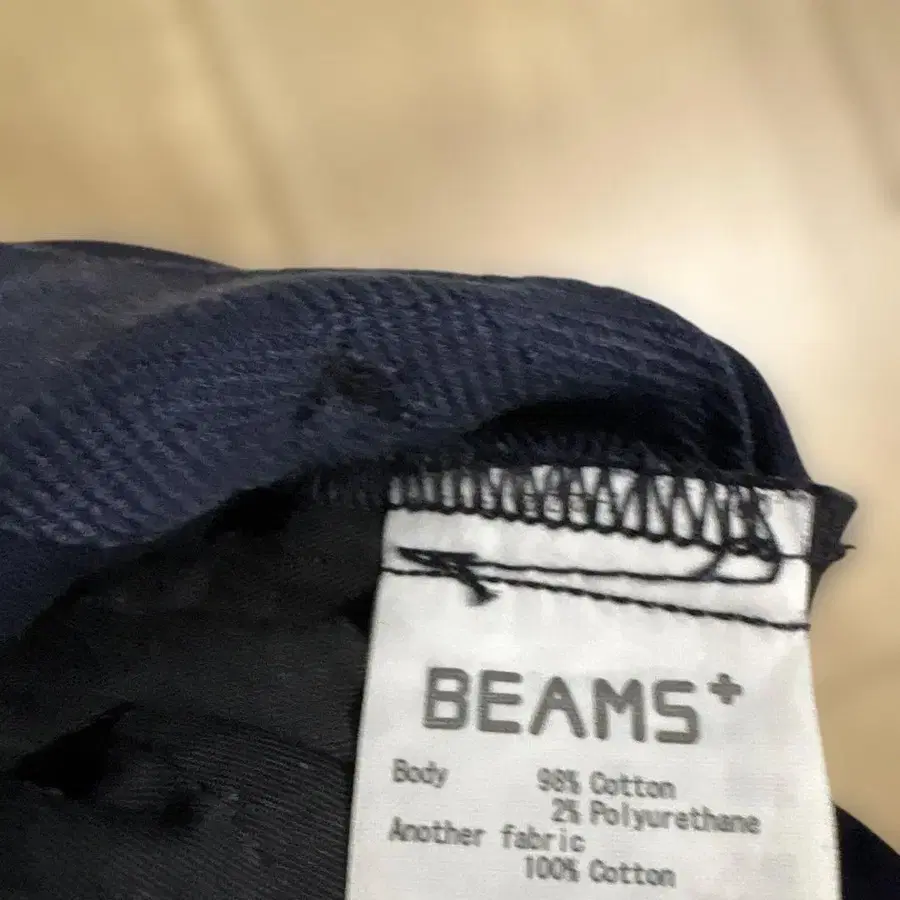 BEAMS+
Body 98% Cotton
2% Polyurethane
Another fabric
100% Cotton